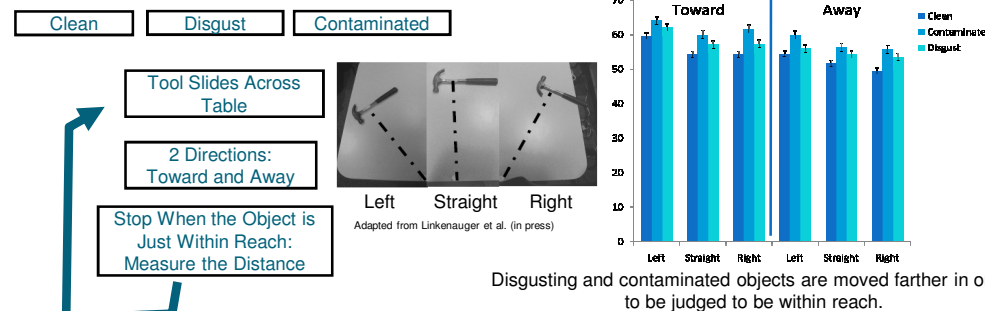 Clean
Disgust
Contaminated
Tool Slides Across
Table
2 Directions:
Toward and Away
Stop When the Object is
Just Within Reach:
Measure the Distance
Left Straight Right
Adapted from Linkenauger et al. (in press)
70
60
50
40
30
20
10
0
Toward
Away
Left Straight Right Left Straight Right
Clean
Contaminate
Disgust
Disgusting and contaminated objects are moved farther in o
to be judged to be within reach.